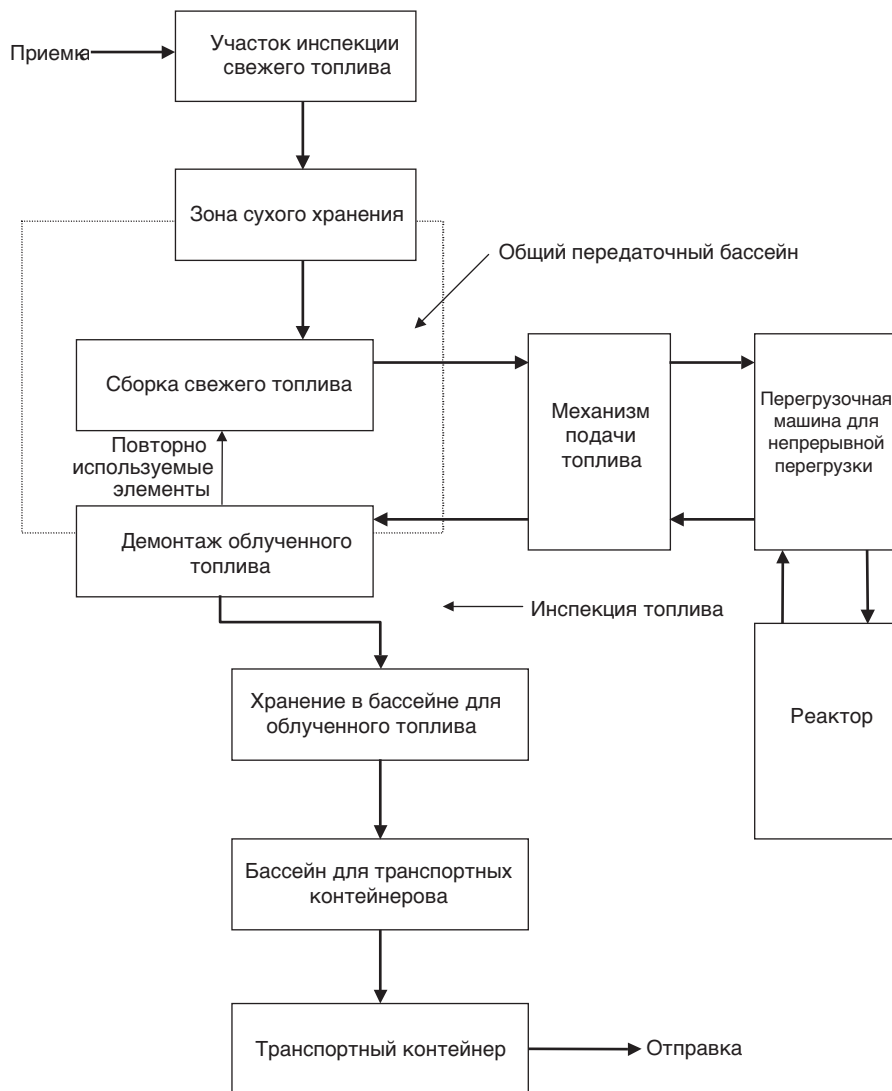 Приемка
Участок инспекции
свежего топлива
Зона сухого хранения
Общий передаточный бассейн
Сборка свежего топлива
Механизм
подачи
топлива
Перегрузочная
машина для
непрерывной
перегрузки
Повторно
используемые
элементы
Демонтаж облученного
топлива
Инспекция топлива
Хранение в бассейне для
облученного топлива
Реактор
Бассейн для транспортных
контейнерова
Транспортный контейнер
Отправка